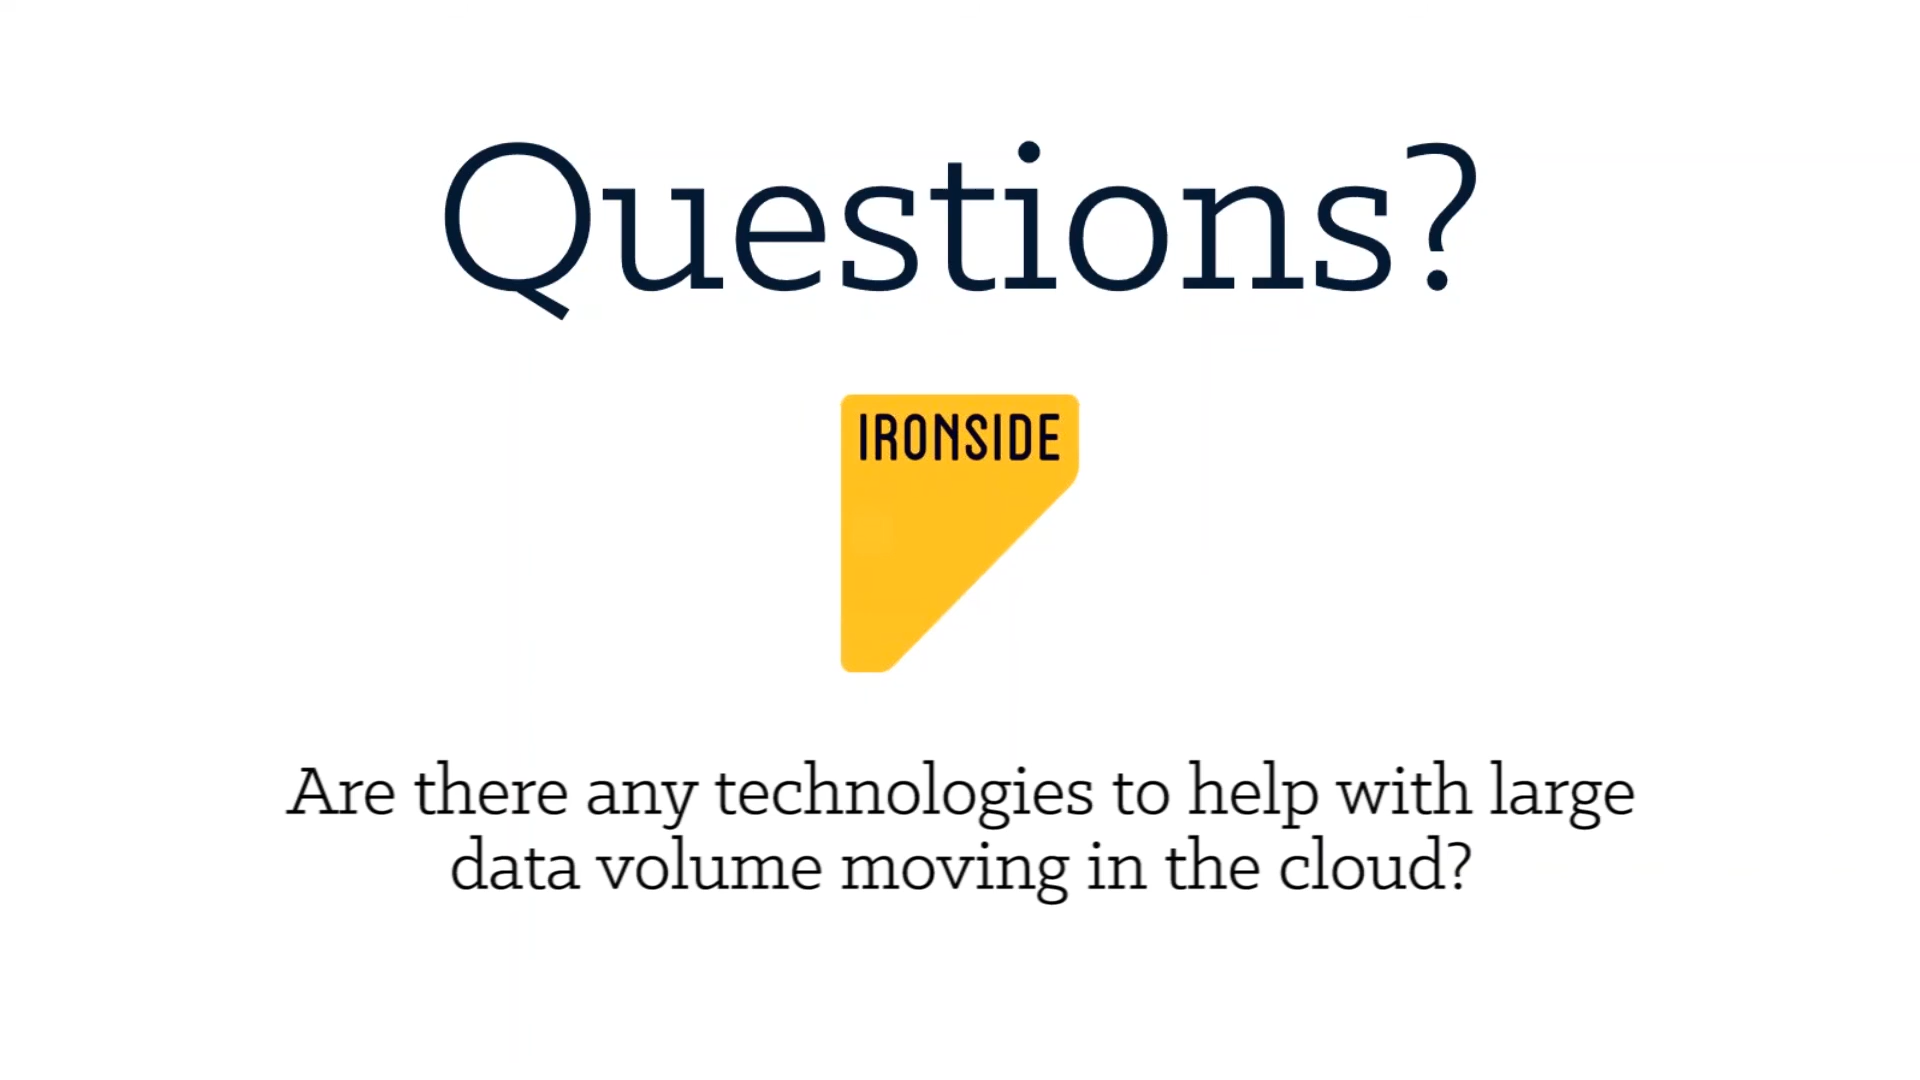 Questions?
IRONSIDE
Are there any technologies to help with large
data volume moving in the cloud?